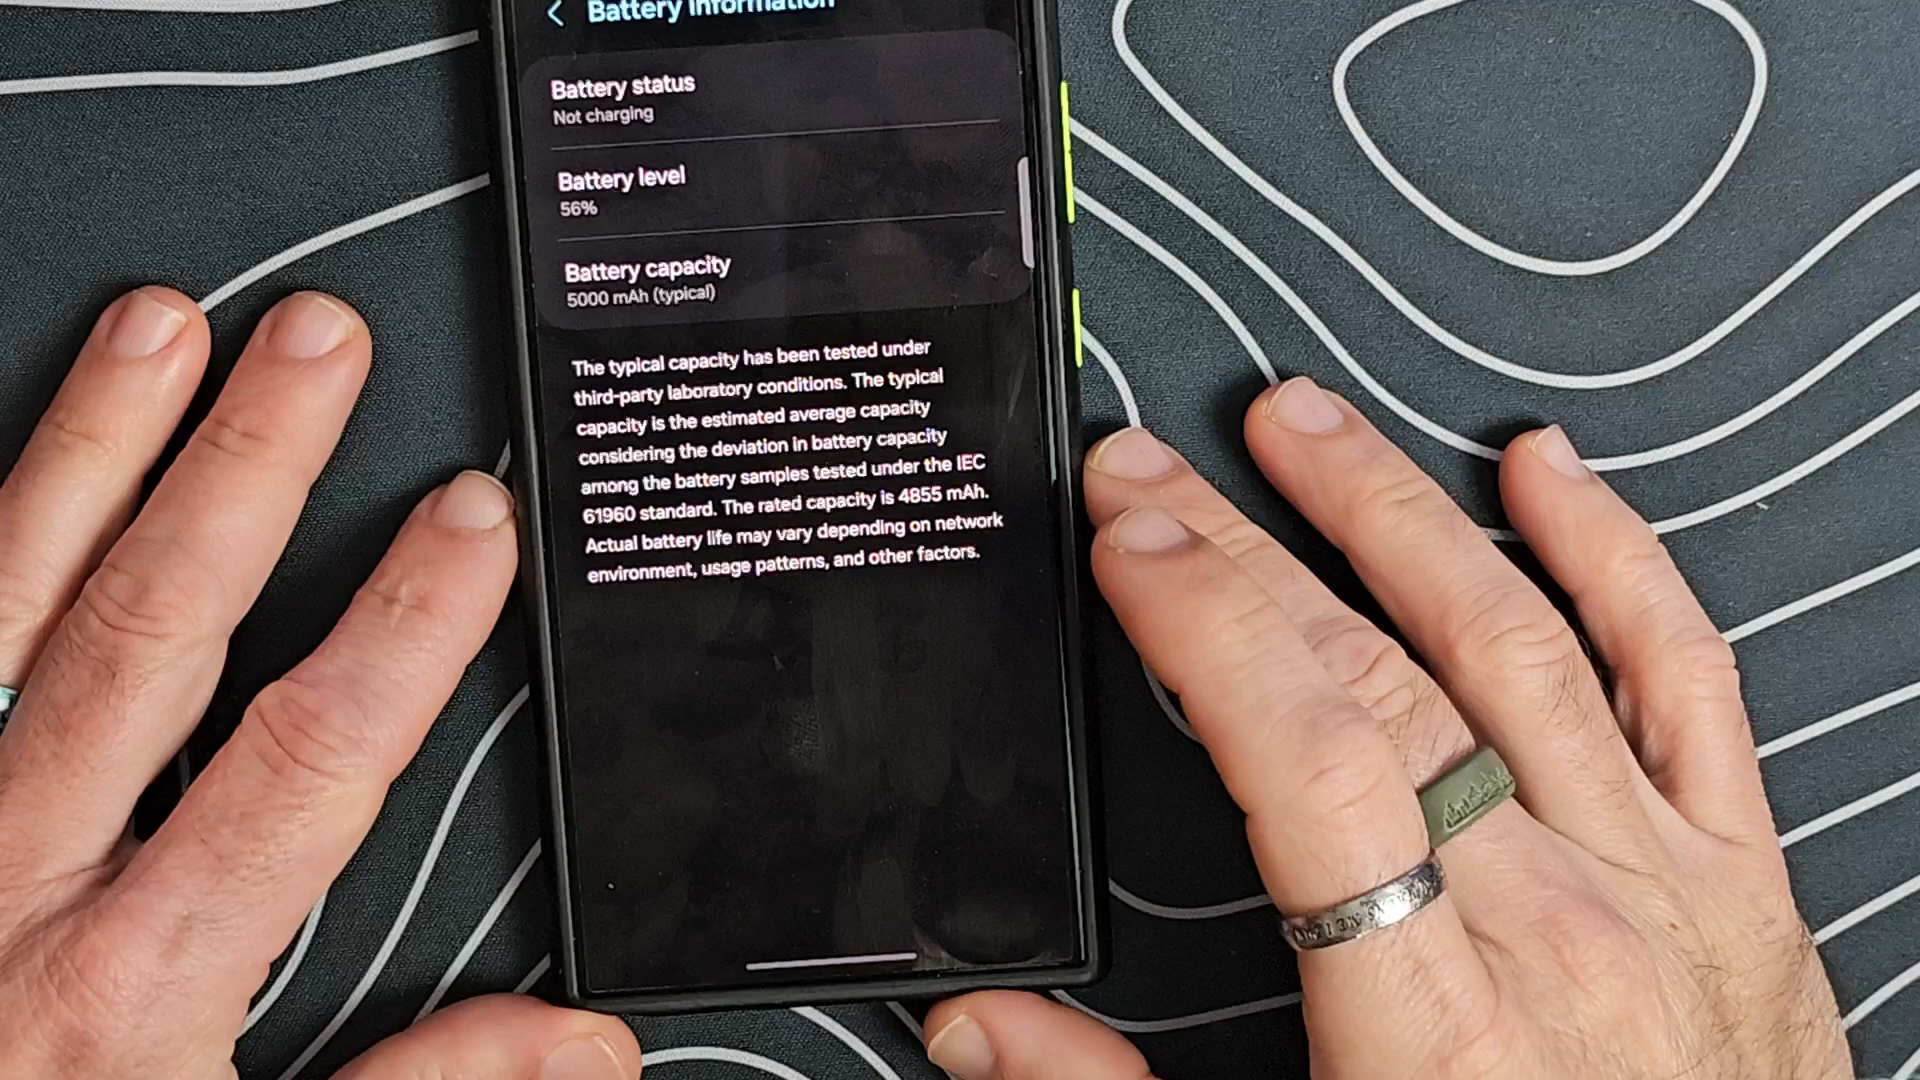 Battery information
Battery status
Not charging
Battery level
56%
Battery capacity
5000 mAh (typical)
The typical capacity has been tested under
third-party laboratory conditions. The typical
capacity is the estimated average capacity
considering the deviation in battery capacity
among the battery samples tested under the IEC
61960 standard. The rated capacity is 4855 mAh.
Actual battery life may vary depending on network
environment, usage patterns, and other factors.